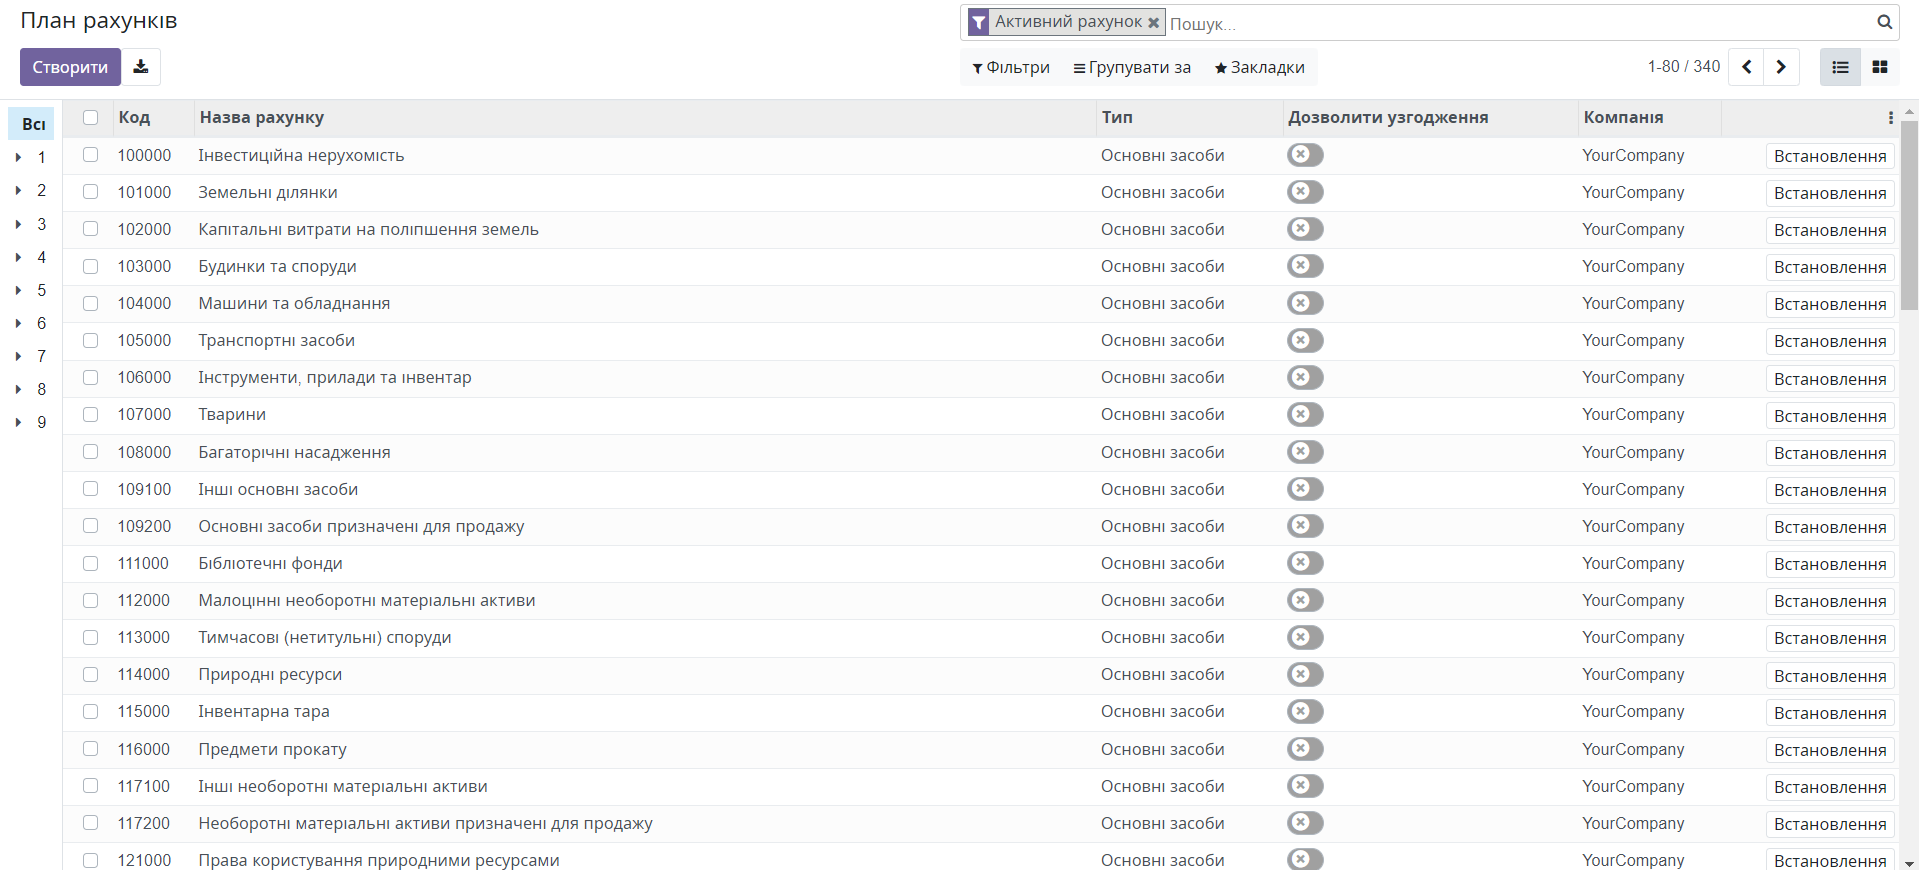 План рахунків
Активний рахунок
Пошук...
Створити
Фільтри
Групувати за
Закладки
1-80 / 340
Всі
1
2
3
4
5
6
7
8
9
Код Назва рахунку Тип Дозволити узгодження Компанія
100000 Інвестиційна нерухомість Основні засоби YourCompany Встановлення
101000 Земельні ділянки Основні засоби YourCompany Встановлення
102000 Капітальні витрати на поліпшення земель Основні засоби YourCompany Встановлення
103000 Будинки та споруди Основні засоби YourCompany Встановлення
104000 Машини та обладнання Основні засоби YourCompany Встановлення
105000 Транспортні засоби Основні засоби YourCompany Встановлення
106000 Інструменти, прилади та інвентар Основні засоби YourCompany Встановлення
107000 Тварини Основні засоби YourCompany Встановлення
108000 Багаторічні насадження Основні засоби YourCompany Встановлення
109100 Інші основні засоби Основні засоби YourCompany Встановлення
109200 Основні засоби призначені для продажу Основні засоби YourCompany Встановлення
111000 Бібліотечні фонди Основні засоби YourCompany Встановлення
112000 Малоцінні необоротні матеріальні активи Основні засоби YourCompany Встановлення
113000 Тимчасові (нетитульні) споруди Основні засоби YourCompany Встановлення
114000 Природні ресурси Основні засоби YourCompany Встановлення
115000 Інвентарна тара Основні засоби YourCompany Встановлення
116000 Предмети прокату Основні засоби YourCompany Встановлення
117100 Інші необоротні матеріальні активи Основні засоби YourCompany Встановлення
117200 Необоротні матеріальні активи призначені для продажу Основні засоби YourCompany Встановлення
121000 Права користування природними ресурсами Основні засоби YourCompany Встановлення